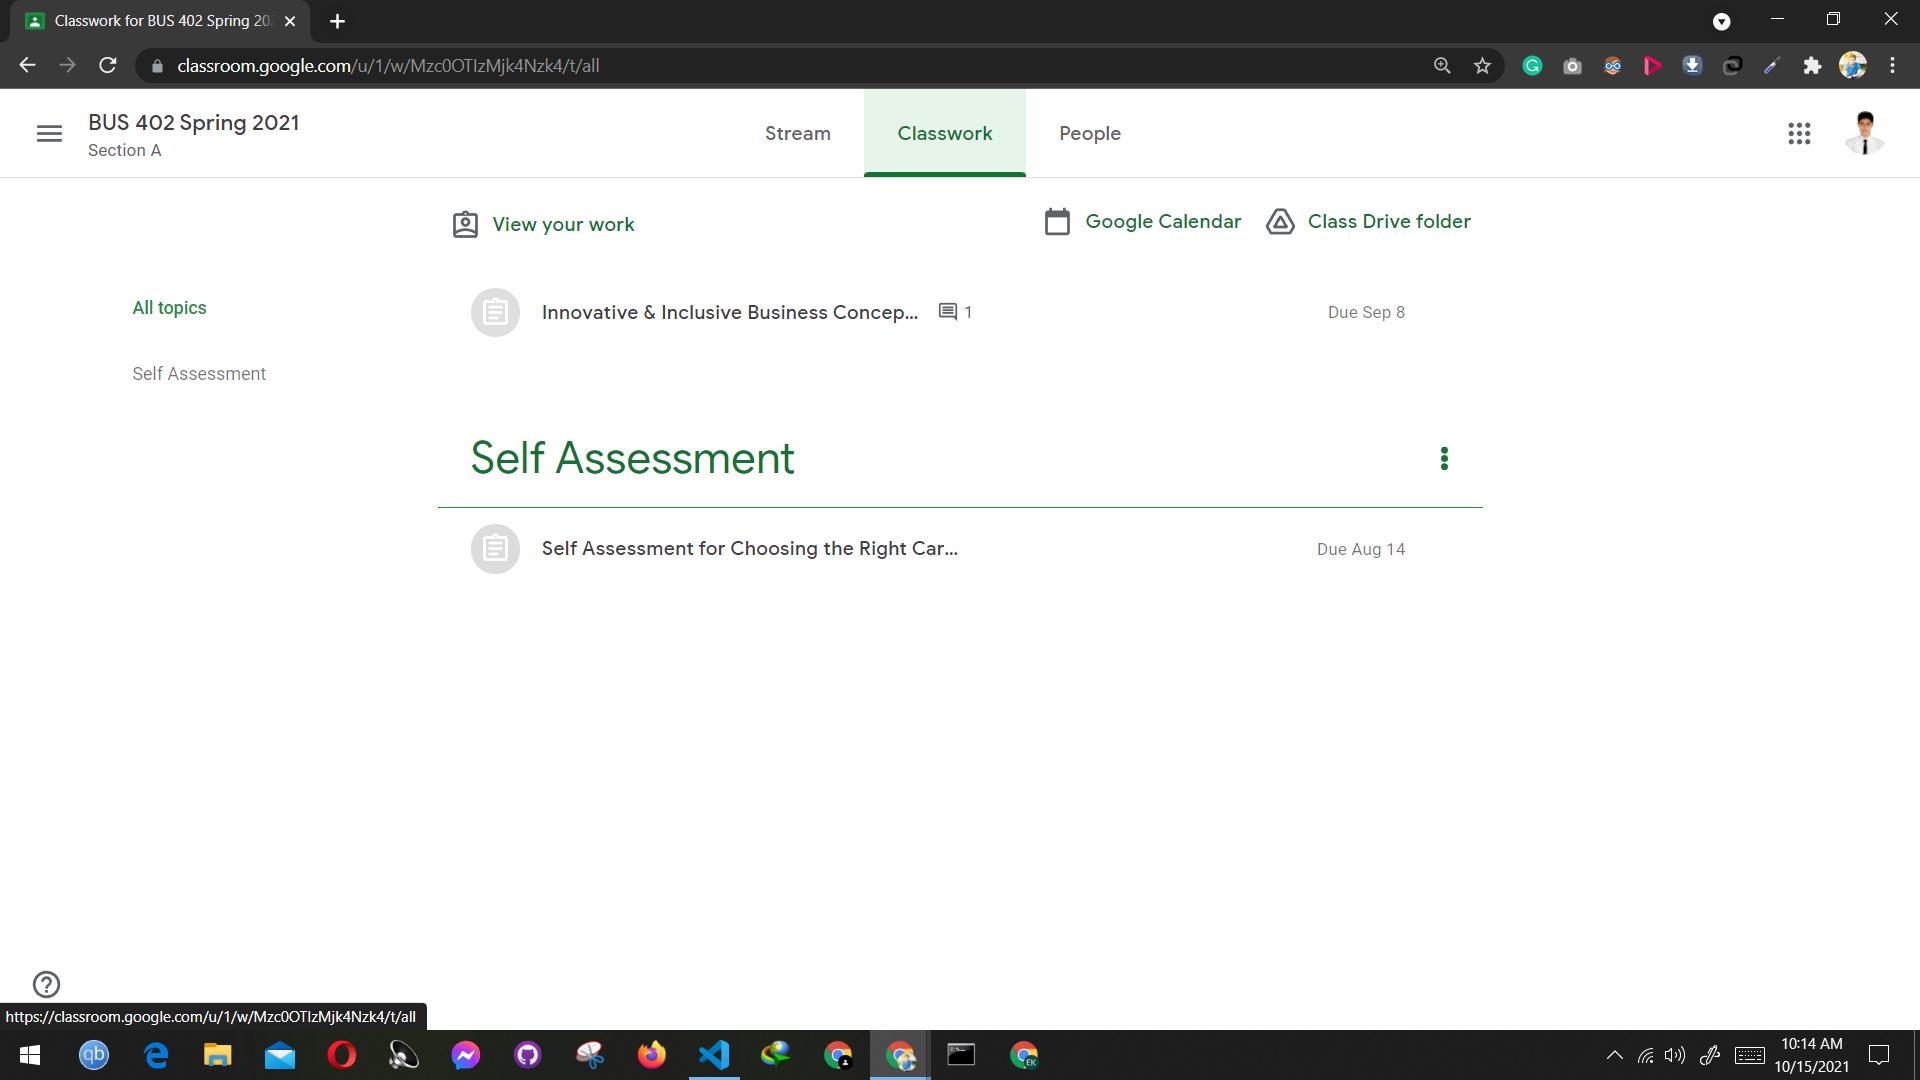 Classwork for BUS 402 Spring 202
classroom.google.com/u/1/w/Mzc0OTIzMjk4Nzk4/t/all
BUS 402 Spring 2021
Section A
Stream
Classwork
People
View your work
Google Calendar
Class Drive folder
All topics
Self Assessment
Innovative & Inclusive Business Concep...
1
Due Sep 8
Self Assessment
Self Assessment for Choosing the Right Car...
Due Aug 14
https://classroom.google.com/u/1/w/Mzc0OTIzMjk4Nzk4/t/all
qb
EK
10:14 AM
10/15/2021